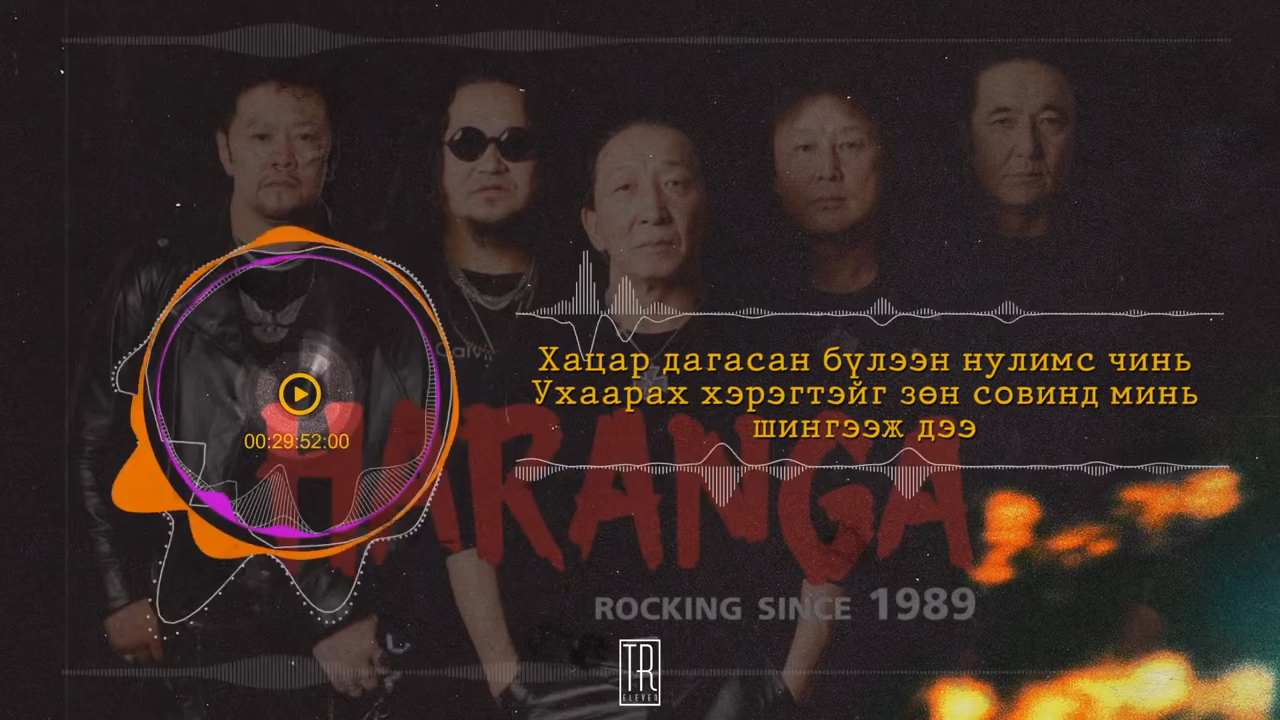 Хацар дагасан бүлээн нулимс чинь
Ухаарах хэрэгтэйг зөн совинд минь
шингээж дээ
00:29:52:00
HARANGA
ROCKING SINCE 1989
TR
ELEVEN